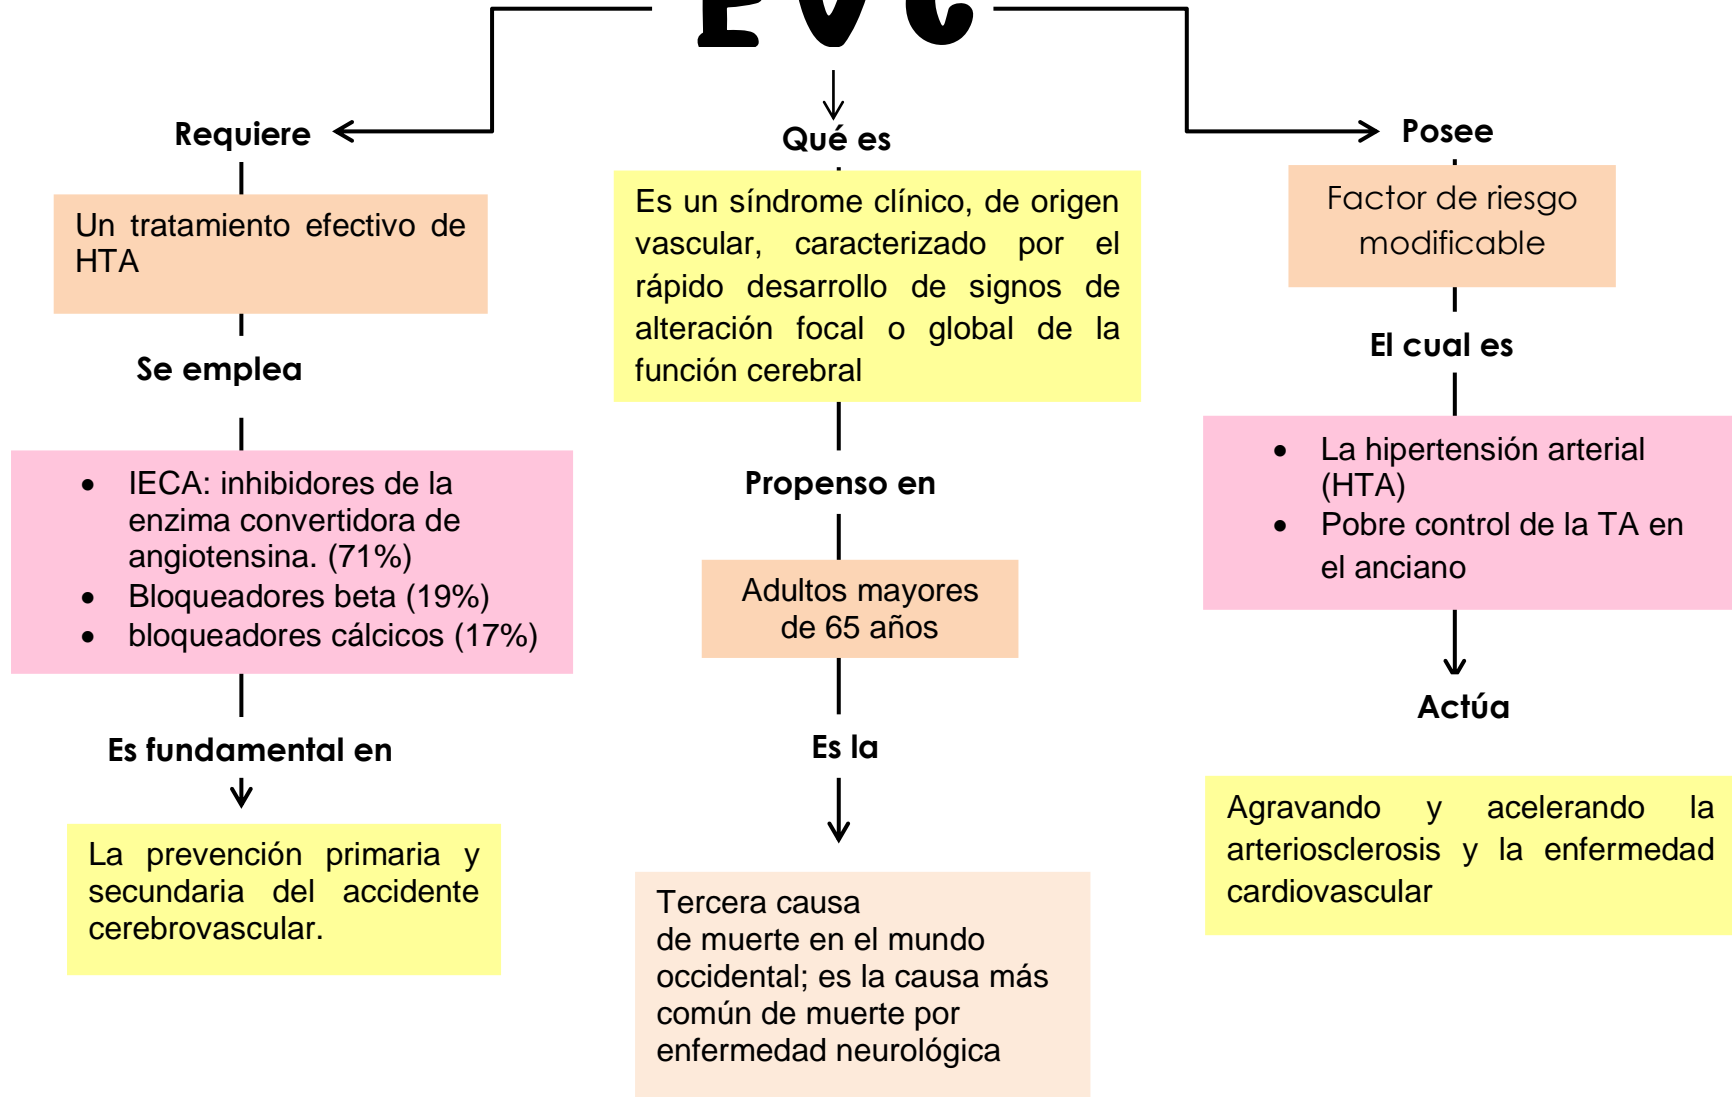 EVC
Requiere
Un tratamiento efectivo de
HTA
Se emplea
• IECA: inhibidores de la
enzima convertidora de
angiotensina. (71%)
• Bloqueadores beta (19%)
• bloqueadores cálcicos (17%)
Es fundamental en
La prevención primaria y
secundaria del accidente
cerebrovascular.
Qué es
Es un síndrome clínico, de origen
vascular, caracterizado por el
rápido desarrollo de signos de
alteración focal o global de la
función cerebral
Propenso en
Adultos mayores
de 65 años
Es la
Tercera causa
de muerte en el mundo
occidental; es la causa más
común de muerte por
enfermedad neurológica
Posee
Factor de riesgo
modificable
El cual es
• La hipertensión arterial
(HTA)
• Pobre control de la TA en
el anciano
Actúa
Agravando y acelerando la
arteriosclerosis y la enfermedad
cardiovascular